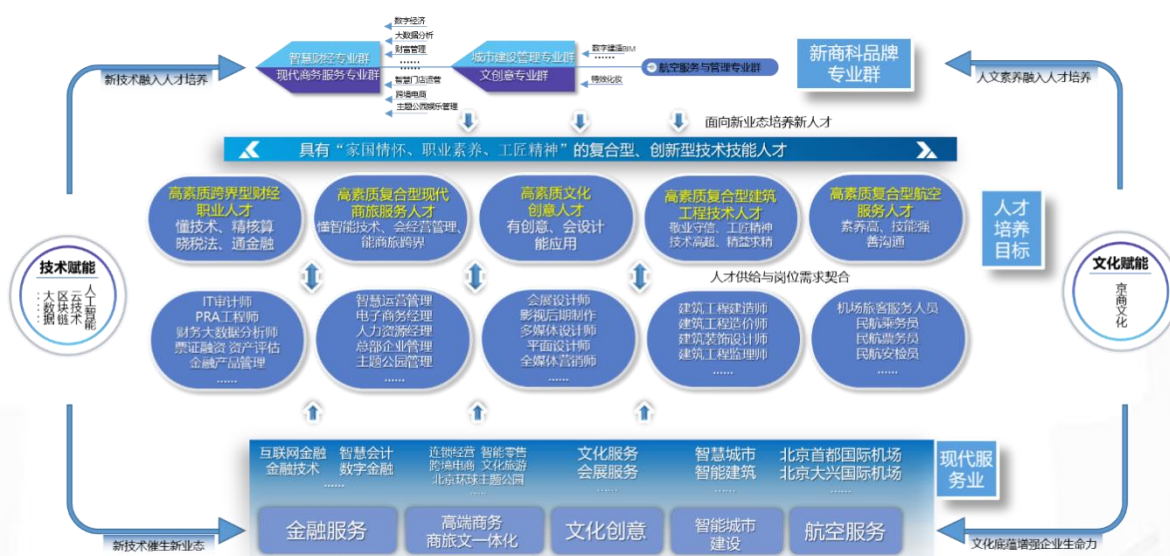 数字经济
大数据分析
财富管理
……
智慧门店运营
跨境电商
主题公园娱乐管理
智慧财经专业群
现代商务服务专业群
城市建设管理专业群
文创意专业群
数字建造BIM
……
特效化妆
航空服务与管理专业群
新商科品牌
专业群
新技术融入人才培养
人文素养融入人才培养
面向新业态培养新人才
具有“家国情怀、职业素养、工匠精神”的复合型、创新型技术技能人才
高素质跨界型财经
职业人才
懂技术、精核算
晓税法、通金融
高素质复合型现代
商旅服务人才
懂智能技术、会经营管理、
能商旅跨界
高素质文化
创意人才
有创意、会设计
能应用
高素质复合型建筑
工程技术人才
敬业守信、工匠精神
技术高超、精益求精
高素质复合型航空
服务人才
素养高、技能强
善沟通
人才
培养
目标
技术赋能
人工智能
云技术
区块链
大数据
……
文化赋能
京商文化
人才供给与岗位需求契合
IT审计师
PRA工程师
财务大数据分析师
票证融资 资产评估
金融产品管理
……
智慧运营管理
电子商务经理
人力资源经理
总部企业管理
主题公园管理
……
会展设计师
影视后期制作
多媒体设计师
平面设计师
全媒体营销师
……
建筑工程建造师
建筑工程造价师
建筑装饰设计师
建筑工程监理师
……
机场旅客服务人员
民航乘务员
民航票务员
民航安检员
……
互联网金融 智慧会计
金融技术 数字金融
……
连锁经营 智能零售
跨境电商 文化旅游
北京环球主题公园
……
文化服务
会展服务
……
智慧城市
智能建筑
……
北京首都国际机场
北京大兴国际机场
……
现代服
务业
金融服务
高端商务
商旅文一体化
文化创意
智能城市
建设
航空服务
新技术催生新业态
文化底蕴增强企业生命力